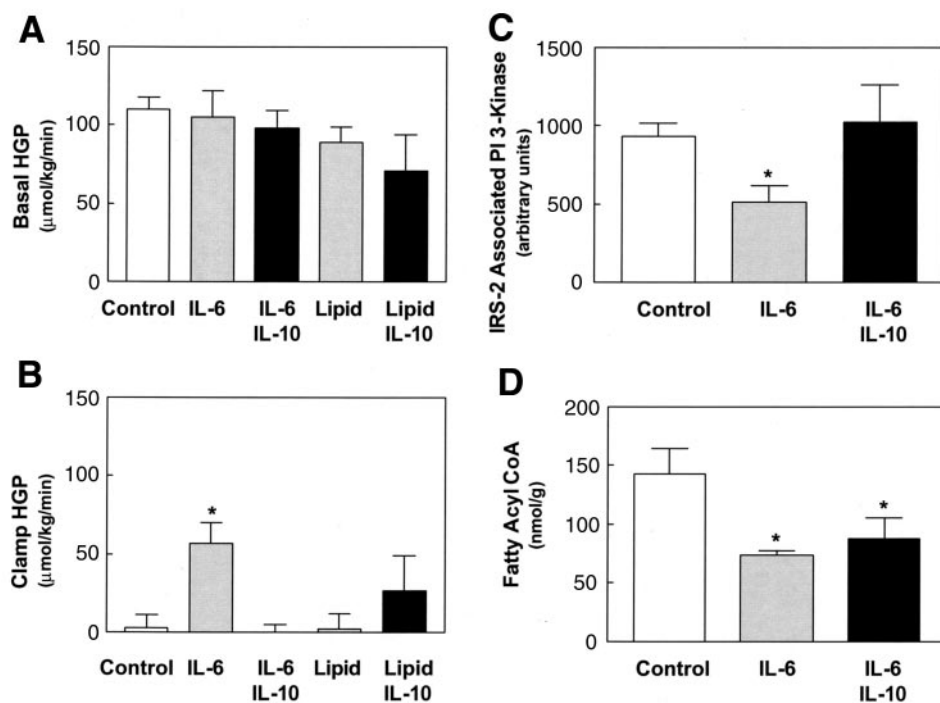 A
Basal HGP
(μmol/kg/min)
150
100
50
0
Control IL-6 IL-6 Lipid Lipid
IL-10 IL-10
B
Clamp HGP
(μmol/kg/min)
150
100
50
0
*
Control IL-6 IL-6 Lipid Lipid
IL-10 IL-10
C
IRS-2 Associated PI 3-Kinase
(arbitrary units)
1500
1000
500
0
*
Control IL-6 IL-6
IL-10
D
Fatty Acyl CoA
(nmol/g)
200
150
100
50
0
* *
Control IL-6 IL-6
IL-10